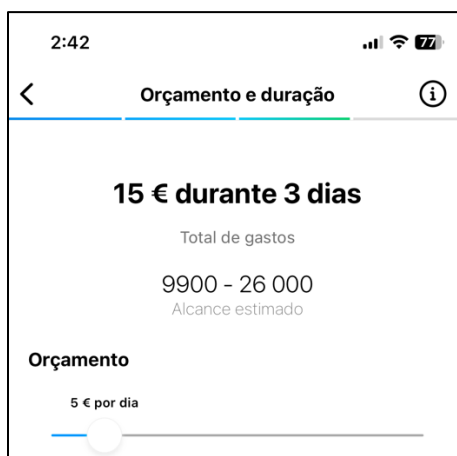 2:42
77
Orçamento e duração
15 € durante 3 dias
Total de gastos
9900 - 26 000
Alcance estimado
Orçamento
5 € por dia